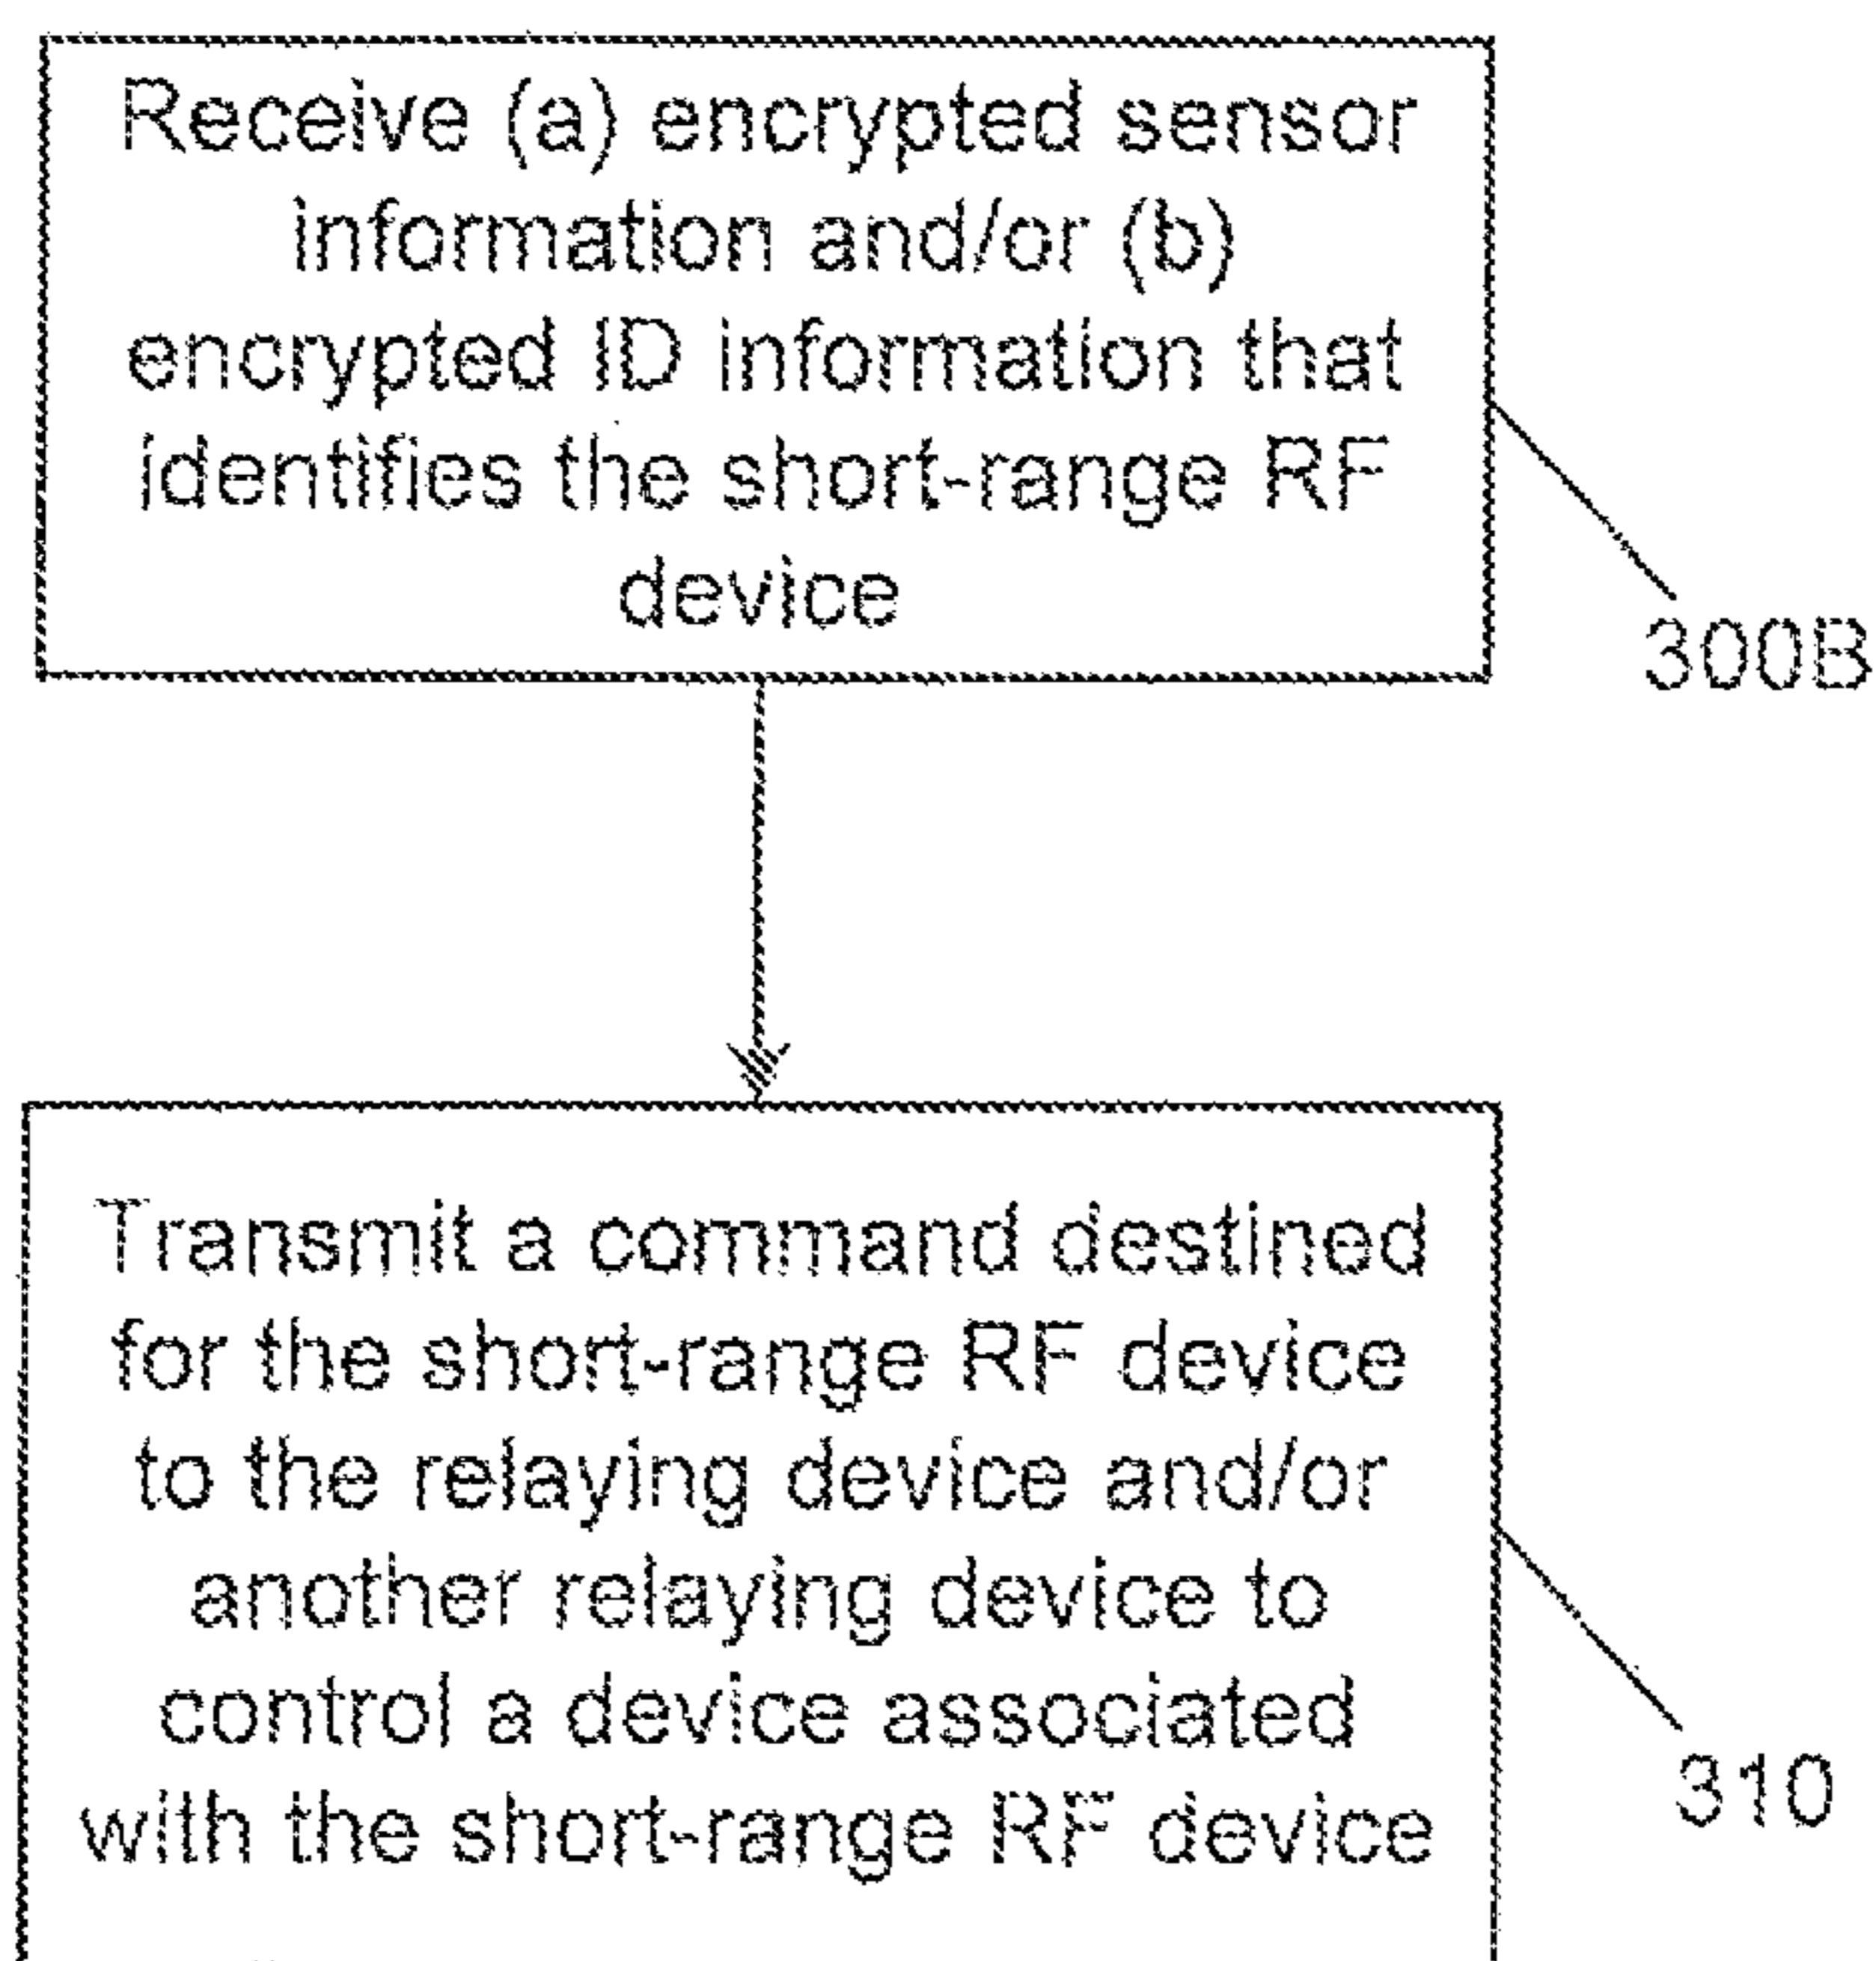 Receive (a) encrypted sensor
information and/or (b)
encrypted ID information that
identifies the short-range RF
device
300B
Transmit a command destined
for the short-range RF device
to the relaying device and/or
another relaying device to
control a device associated
with the short-range RF device
310